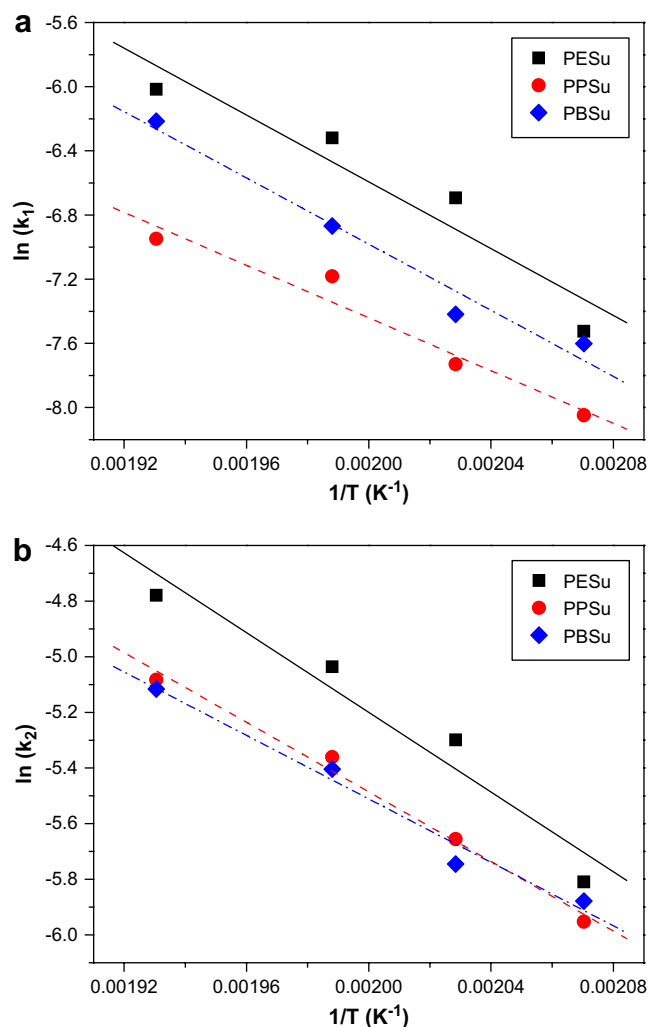 a
-5.6
-6.0
-6.4
-6.8
-7.2
-7.6
-8.0
ln (k₁)
PESu
PPSu
PBSu
0.00192 0.00196 0.00200 0.00204 0.00208
1/T (K⁻¹)
b
-4.6
-4.8
-5.0
-5.2
-5.4
-5.6
-5.8
-6.0
ln (k₂)
PESu
PPSu
PBSu
0.00192 0.00196 0.00200 0.00204 0.00208
1/T (K⁻¹)